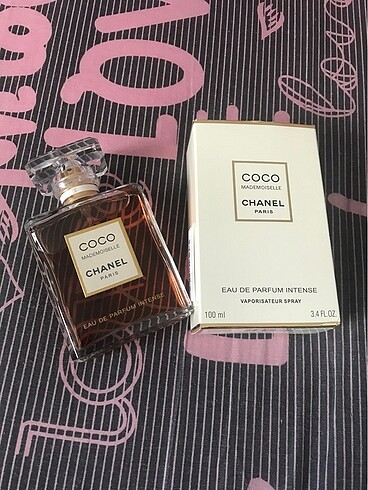 LOVE
love
COCO
MADEMOISELLE
CHANEL
PARIS
EAU DE PARFUM INTENSE
COCO
MADEMOISELLE
CHANEL
PARIS
EAU DE PARFUM INTENSE
VAPORISATEUR SPRAY
100 ml 3.4 FL.OZ.